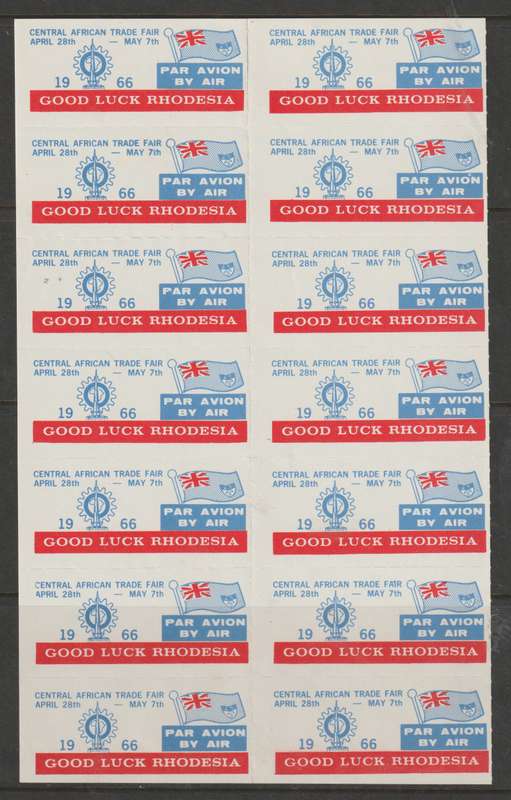 CENTRAL AFRICAN TRADE FAIR CENTRAL AFRICAN TRADE FAIR
APRIL 28th — MAY 7th APRIL 28th — MAY 7th
19 66 PAR AVION 19 66 PAR AVION
BY AIR BY AIR
GOOD LUCK RHODESIA GOOD LUCK RHODESIA
CENTRAL AFRICAN TRADE FAIR CENTRAL AFRICAN TRADE FAIR
APRIL 28th — MAY 7th APRIL 28th — MAY 7th
19 66 PAR AVION 19 66 PAR AVION
BY AIR BY AIR
GOOD LUCK RHODESIA GOOD LUCK RHODESIA
CENTRAL AFRICAN TRADE FAIR CENTRAL AFRICAN TRADE FAIR
APRIL 28th — MAY 7th APRIL 28th — MAY 7th
19 66 PAR AVION 19 66 PAR AVION
BY AIR BY AIR
GOOD LUCK RHODESIA GOOD LUCK RHODESIA
CENTRAL AFRICAN TRADE FAIR CENTRAL AFRICAN TRADE FAIR
APRIL 28th — MAY 7th APRIL 28th — MAY 7th
19 66 PAR AVION 19 66 PAR AVION
BY AIR BY AIR
GOOD LUCK RHODESIA GOOD LUCK RHODESIA
CENTRAL AFRICAN TRADE FAIR CENTRAL AFRICAN TRADE FAIR
APRIL 28th — MAY 7th APRIL 28th — MAY 7th
19 66 PAR AVION 19 66 PAR AVION
BY AIR BY AIR
GOOD LUCK RHODESIA GOOD LUCK RHODESIA
CENTRAL AFRICAN TRADE FAIR CENTRAL AFRICAN TRADE FAIR
APRIL 28th — MAY 7th APRIL 28th — MAY 7th
19 66 PAR AVION 19 66 PAR AVION
BY AIR BY AIR
GOOD LUCK RHODESIA GOOD LUCK RHODESIA
CENTRAL AFRICAN TRADE FAIR CENTRAL AFRICAN TRADE FAIR
APRIL 28th — MAY 7th APRIL 28th — MAY 7th
19 66 PAR AVION 19 66 PAR AVION
BY AIR BY AIR
GOOD LUCK RHODESIA GOOD LUCK RHODESIA